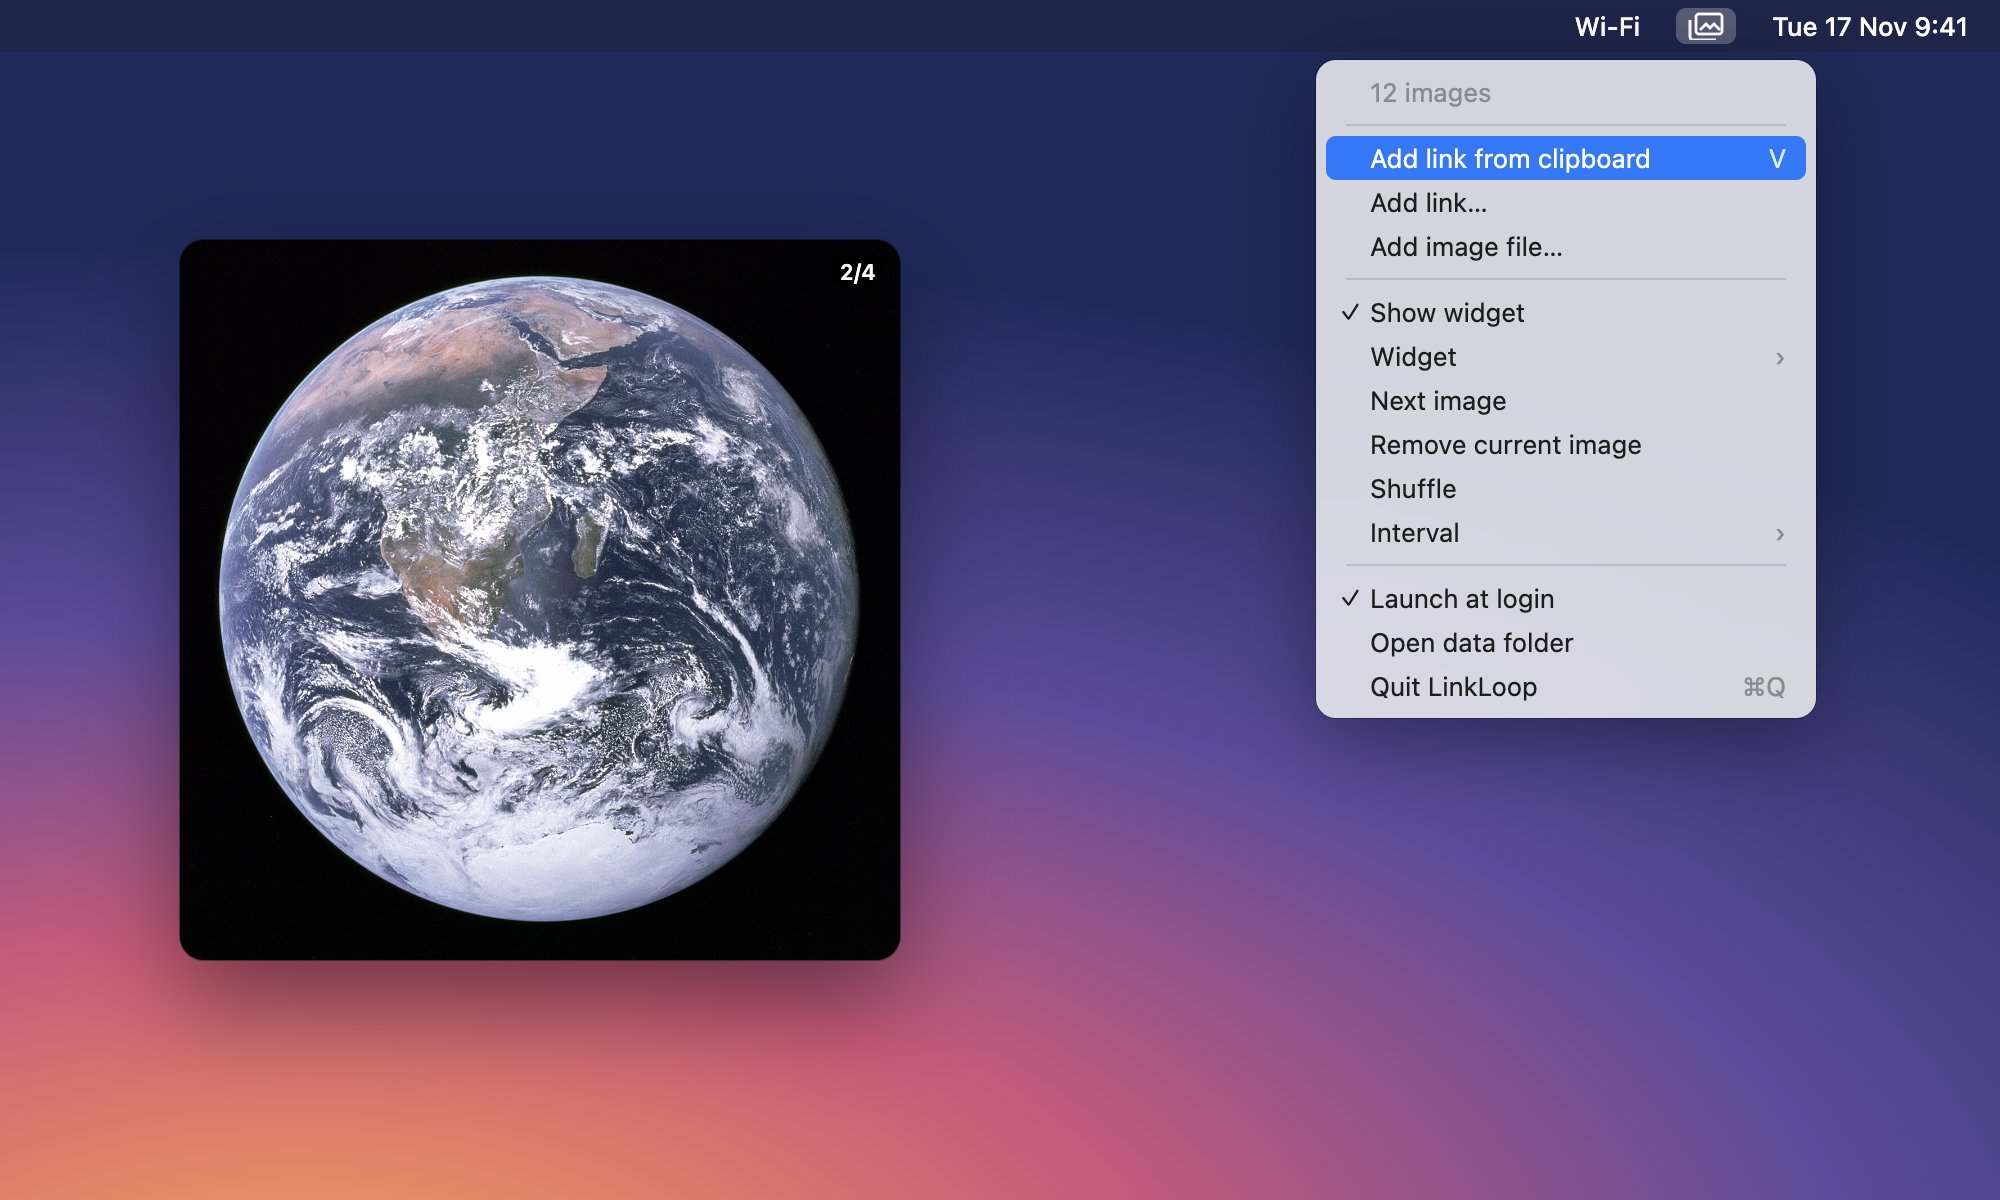 Wi-Fi Tue 17 Nov 9:41
12 images
Add link from clipboard V
Add link...
Add image file...
2/4
✓ Show widget
Widget ›
Next image
Remove current image
Shuffle
Interval ›
✓ Launch at login
Open data folder
Quit LinkLoop ⌘Q